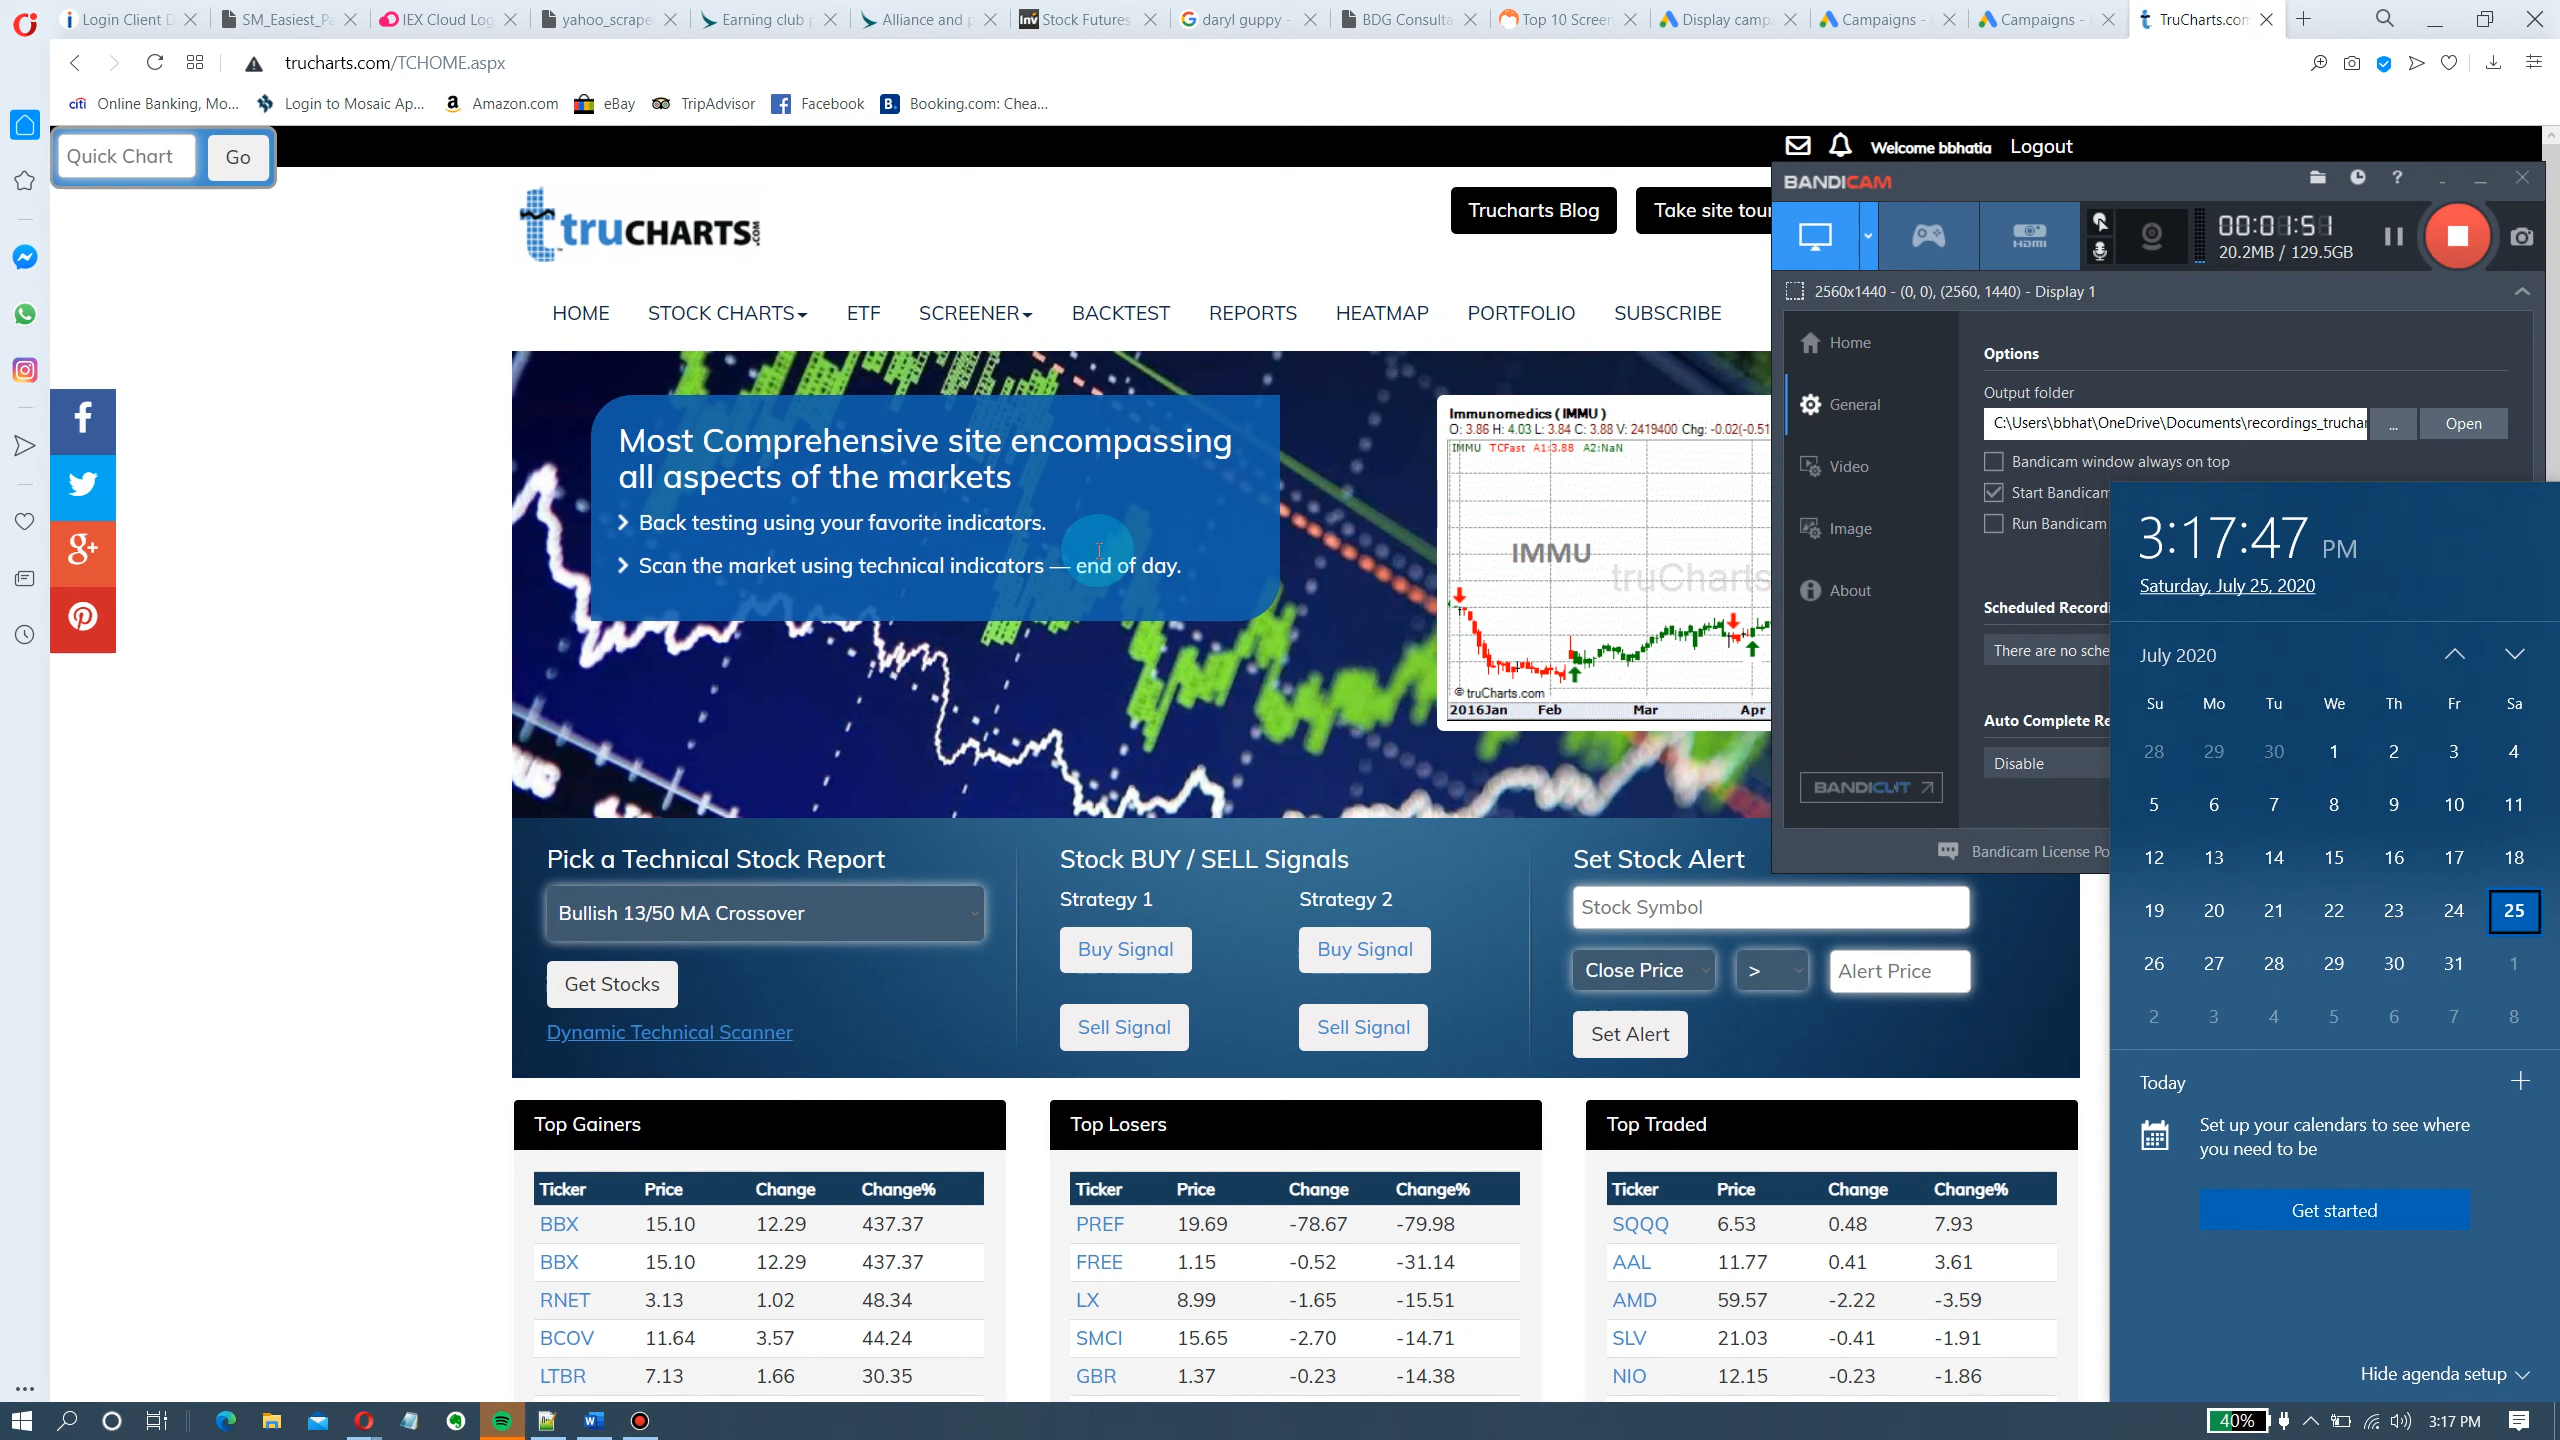 Login Client D
SM_Easiest_Pa
IEX Cloud Log
yahoo_scrape
Earning club p
Alliance and p
Inv Stock Futures
daryl guppy -
BDG Consulta
Top 10 Screen
Display campa
Campaigns -
Campaigns -
TruCharts.com
trucharts.com/TCHOME.aspx
citi Online Banking, Mo...
Login to Mosaic Ap...
Amazon.com
eBay
TripAdvisor
Facebook
B. Booking.com: Chea...
Quick Chart
Go
Welcome bbhatia
Logout
truCHARTS.COM
Trucharts Blog
Take site tour
HOME
STOCK CHARTS
ETF
SCREENER
BACKTEST
REPORTS
HEATMAP
PORTFOLIO
SUBSCRIBE
Most Comprehensive site encompassing
all aspects of the markets
Back testing using your favorite indicators.
Scan the market using technical indicators — end of day.
Immunomedics ( IMMU )
O: 3.86 H: 4.03 L: 3.84 C: 3.88 V: 2419400 Chg: -0.02(-0.51
IMMU TCFast A1:3.88 A2:NaN
IMMU
truCharts
© truCharts.com
2016Jan Feb Mar Apr
Pick a Technical Stock Report
Bullish 13/50 MA Crossover
Get Stocks
Dynamic Technical Scanner
Stock BUY / SELL Signals
Strategy 1
Strategy 2
Buy Signal
Buy Signal
Sell Signal
Sell Signal
Set Stock Alert
Stock Symbol
Close Price
>
Alert Price
Set Alert
Top Gainers
Ticker Price Change Change%
BBX 15.10 12.29 437.37
BBX 15.10 12.29 437.37
RNET 3.13 1.02 48.34
BCOV 11.64 3.57 44.24
LTBR 7.13 1.66 30.35
Top Losers
Ticker Price Change Change%
PREF 19.69 -78.67 -79.98
FREE 1.15 -0.52 -31.14
LX 8.99 -1.65 -15.51
SMCI 15.65 -2.70 -14.71
GBR 1.37 -0.23 -14.38
Top Traded
Ticker Price Change Change%
SQQQ 6.53 0.48 7.93
AAL 11.77 0.41 3.61
AMD 59.57 -2.22 -3.59
SLV 21.03 -0.41 -1.91
NIO 12.15 -0.23 -1.86
BANDICAM
HDMI
00:01:51
20.2MB / 129.5GB
2560x1440 - (0, 0), (2560, 1440) - Display 1
Home
General
Video
Image
About
BANDICUT
Options
Output folder
C:\Users\bbhat\OneDrive\Documents\recordings_truchar
...
Open
Bandicam window always on top
Start Bandicam
Run Bandicam
Scheduled Recordi
There are no sche
Auto Complete Re
Disable
Bandicam License Po
3:17:47 PM
Saturday, July 25, 2020
July 2020
Su Mo Tu We Th Fr Sa
28 29 30 1 2 3 4
5 6 7 8 9 10 11
12 13 14 15 16 17 18
19 20 21 22 23 24 25
26 27 28 29 30 31 1
2 3 4 5 6 7 8
Today
Set up your calendars to see where
you need to be
Get started
Hide agenda setup
40%
3:17 PM